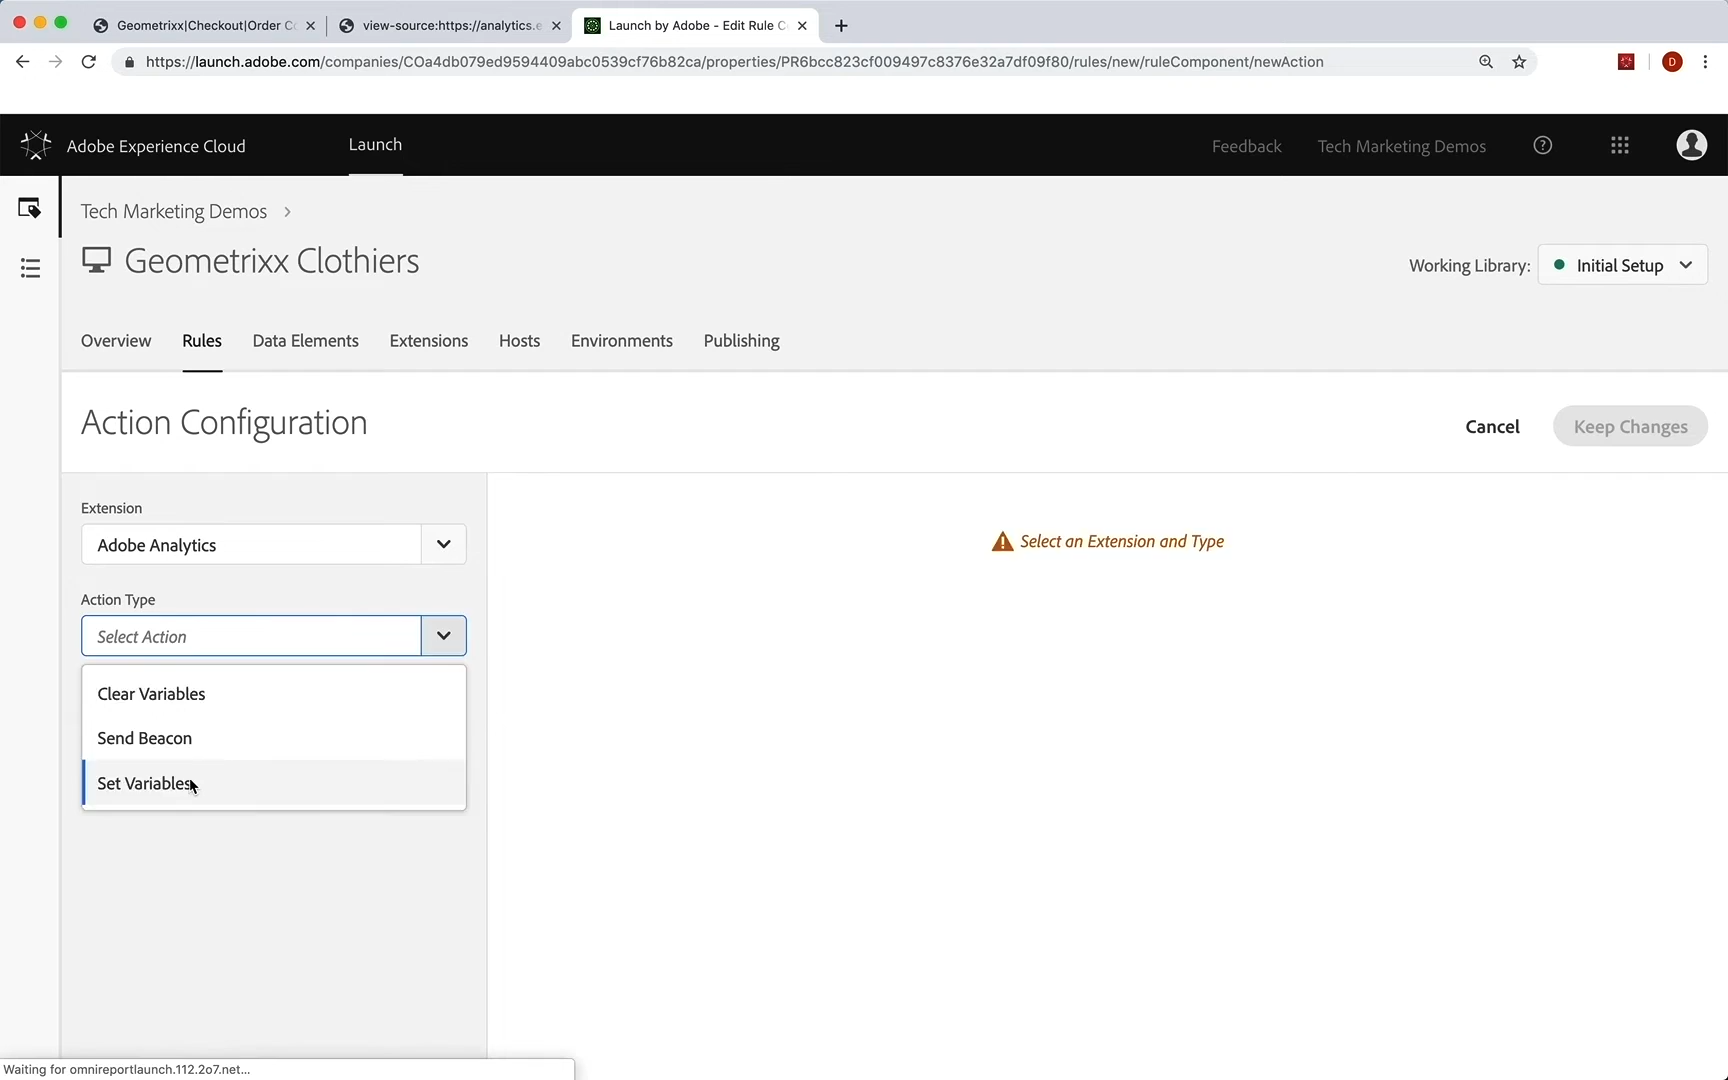 Geometrixx|Checkout|Order C
view-source:https://analytics.e
Launch by Adobe - Edit Rule C
https://launch.adobe.com/companies/COa4db079ed9594409abc0539cf76b82ca/properties/PR6bcc823cf009497c8376e32a7df09f80/rules/new/ruleComponent/newAction
D
Adobe Experience Cloud
Launch
Feedback
Tech Marketing Demos
Tech Marketing Demos
Geometrixx Clothiers
Working Library:
Initial Setup
Overview
Rules
Data Elements
Extensions
Hosts
Environments
Publishing
Action Configuration
Cancel
Keep Changes
Extension
Adobe Analytics
Select an Extension and Type
Action Type
Select Action
Clear Variables
Send Beacon
Set Variables
Waiting for omnireportlaunch.112.2o7.net...